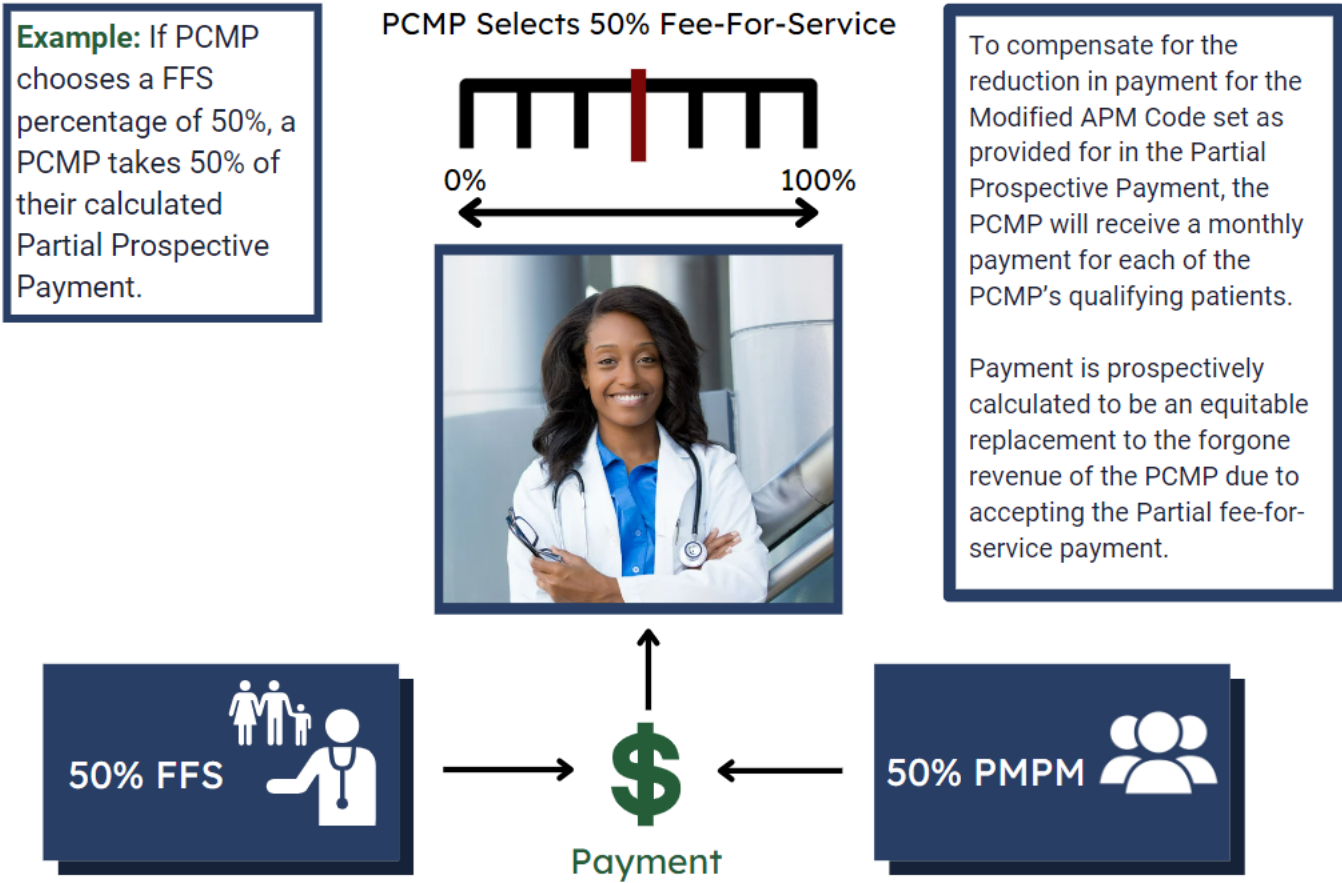 Example: If PCMP
chooses a FFS
percentage of 50%, a
PCMP takes 50% of
their calculated
Partial Prospective
Payment.
PCMP Selects 50% Fee-For-Service
0%
100%
To compensate for the
reduction in payment for the
Modified APM Code set as
provided for in the Partial
Prospective Payment, the
PCMP will receive a monthly
payment for each of the
PCMP’s qualifying patients.
Payment is prospectively
calculated to be an equitable
replacement to the forgone
revenue of the PCMP due to
accepting the Partial fee-for-
service payment.
50% FFS
$
Payment
50% PMPM